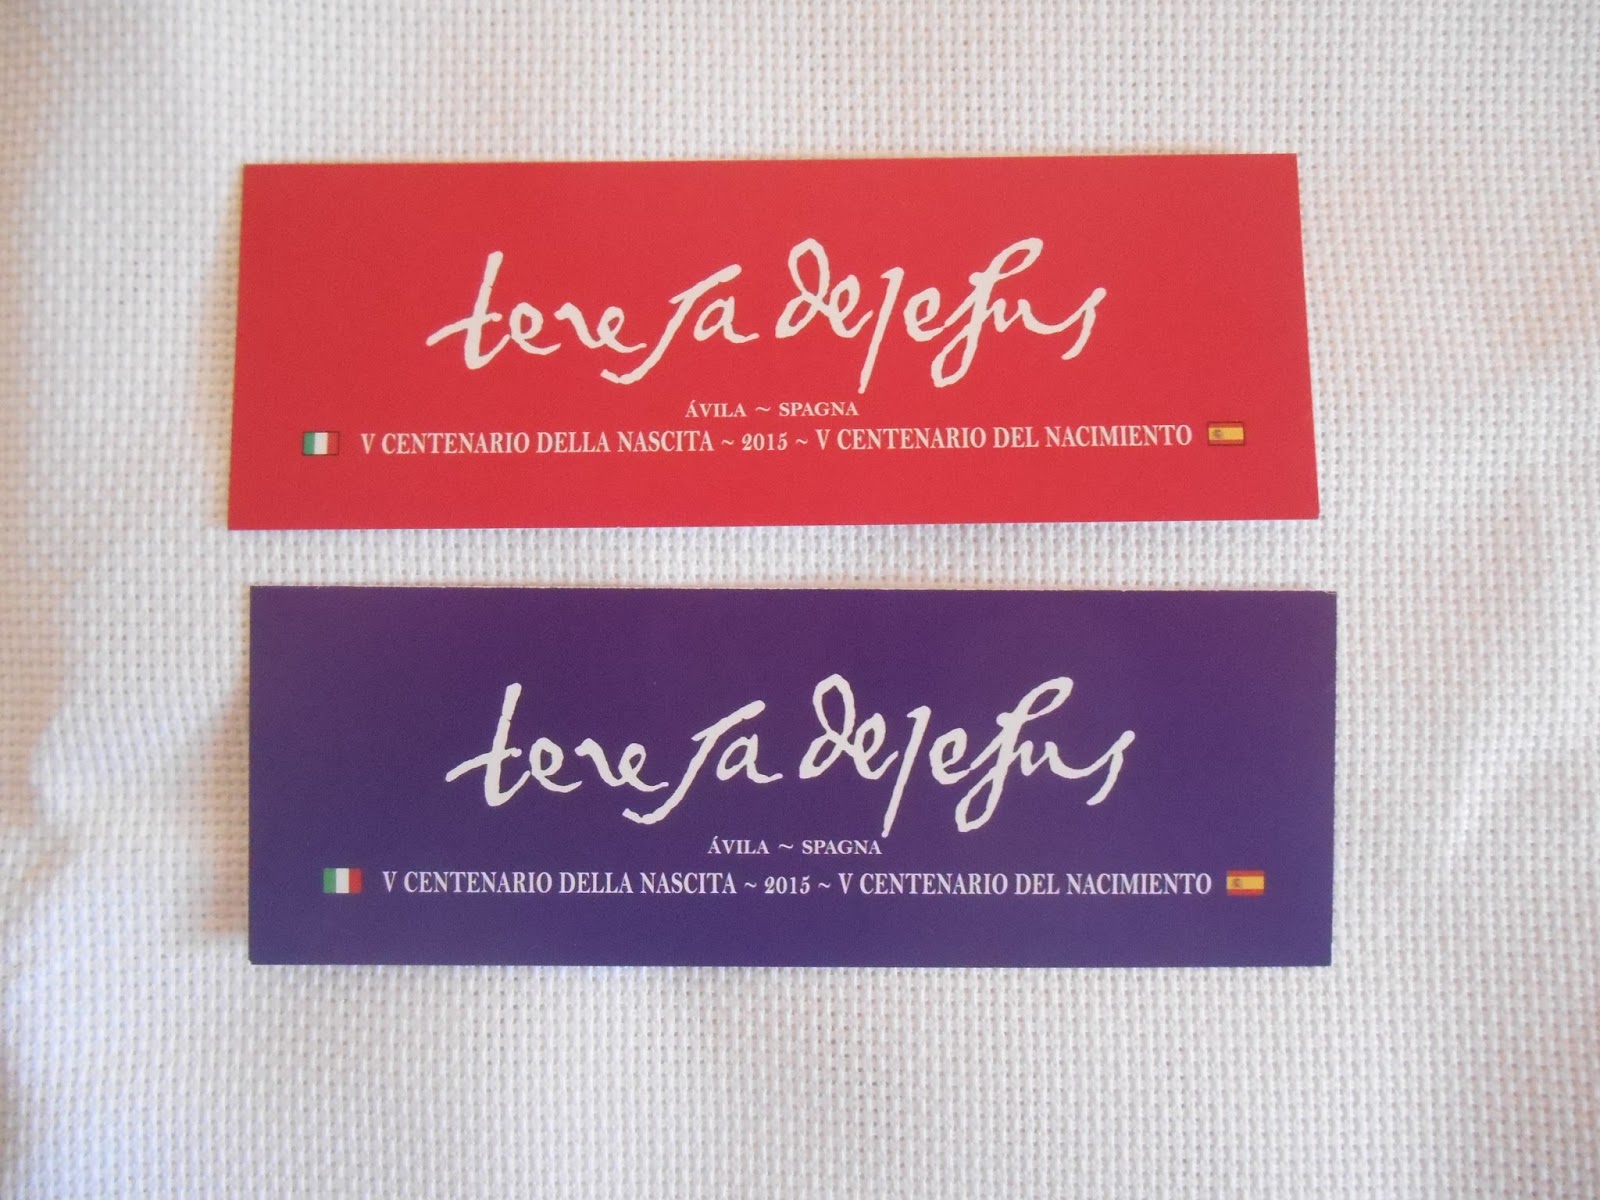 teresa de Jesus
ÁVILA ~ SPAGNA
V CENTENARIO DELLA NASCITA ~ 2015 ~ V CENTENARIO DEL NACIMIENTO
teresa de Jesus
ÁVILA ~ SPAGNA
V CENTENARIO DELLA NASCITA ~ 2015 ~ V CENTENARIO DEL NACIMIENTO